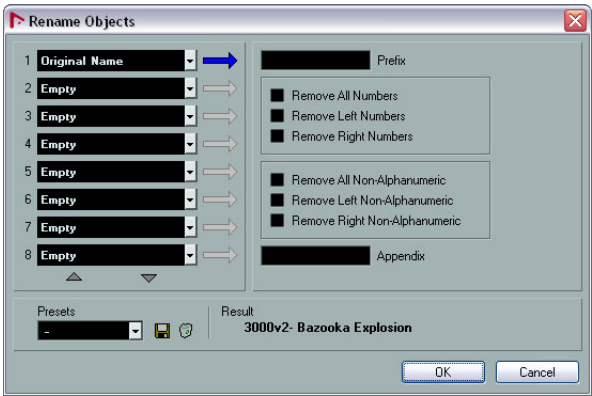 Rename Objects
1 Original Name
2 Empty
3 Empty
4 Empty
5 Empty
6 Empty
7 Empty
8 Empty
Prefix
Remove All Numbers
Remove Left Numbers
Remove Right Numbers
Remove All Non-Alphanumeric
Remove Left Non-Alphanumeric
Remove Right Non-Alphanumeric
Appendix
Presets
-
Result
3000v2- Bazooka Explosion
OK
Cancel